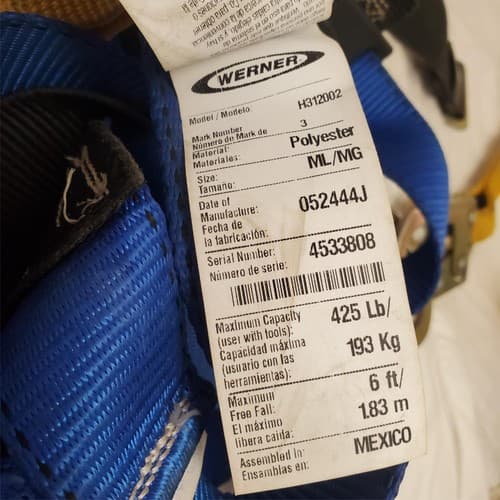 WERNER
Model / Modelo H312002
Mark Number
Número de Mark de 3
Material: Polyester
Materiales:
Size: ML/MG
Tamaño:
Date of
Manufacture: 052444J
Fecha de
la fabricación:
Serial Number: 4533808
Número de serie:
Maximum Capacity 425 Lb/
(user with tools):
Capacidad máxima 193 Kg
(usuario con las
herramientas):
Maximum 6 ft/
Free Fall:
El máximo 1.83 m
libera caída:
Assembled in: MEXICO
Ensamblas en: